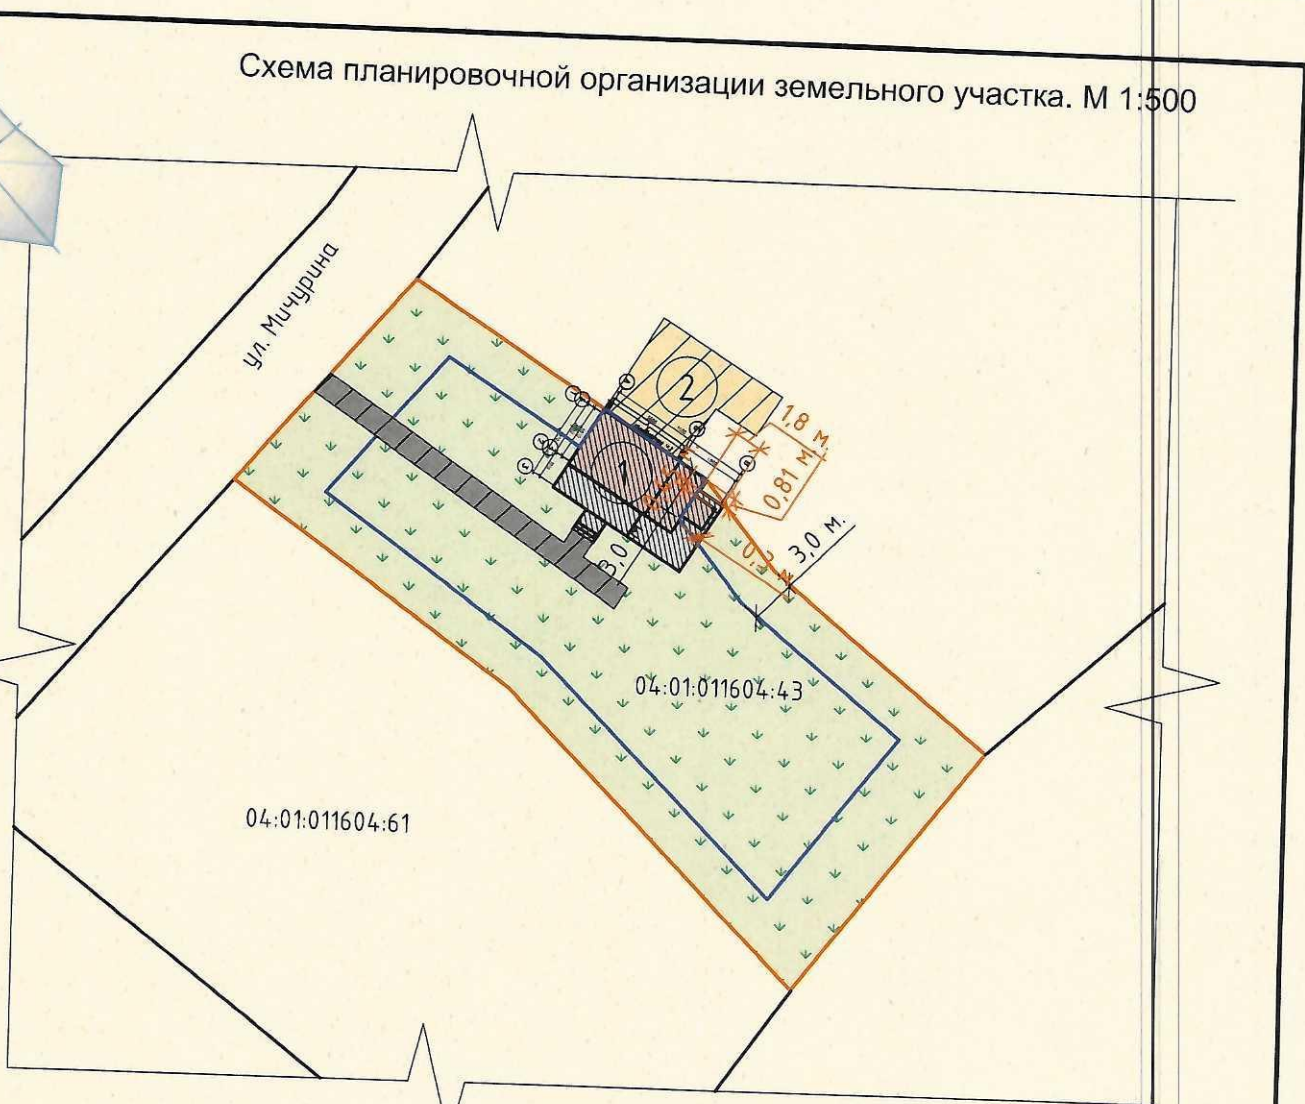 Схема планировочной организации земельного участка. М 1:500
ул. Мичурина
2
1
1,8 м.
0,81 м.
3,0 м.
3,0
04:01:011604:43
04:01:011604:61